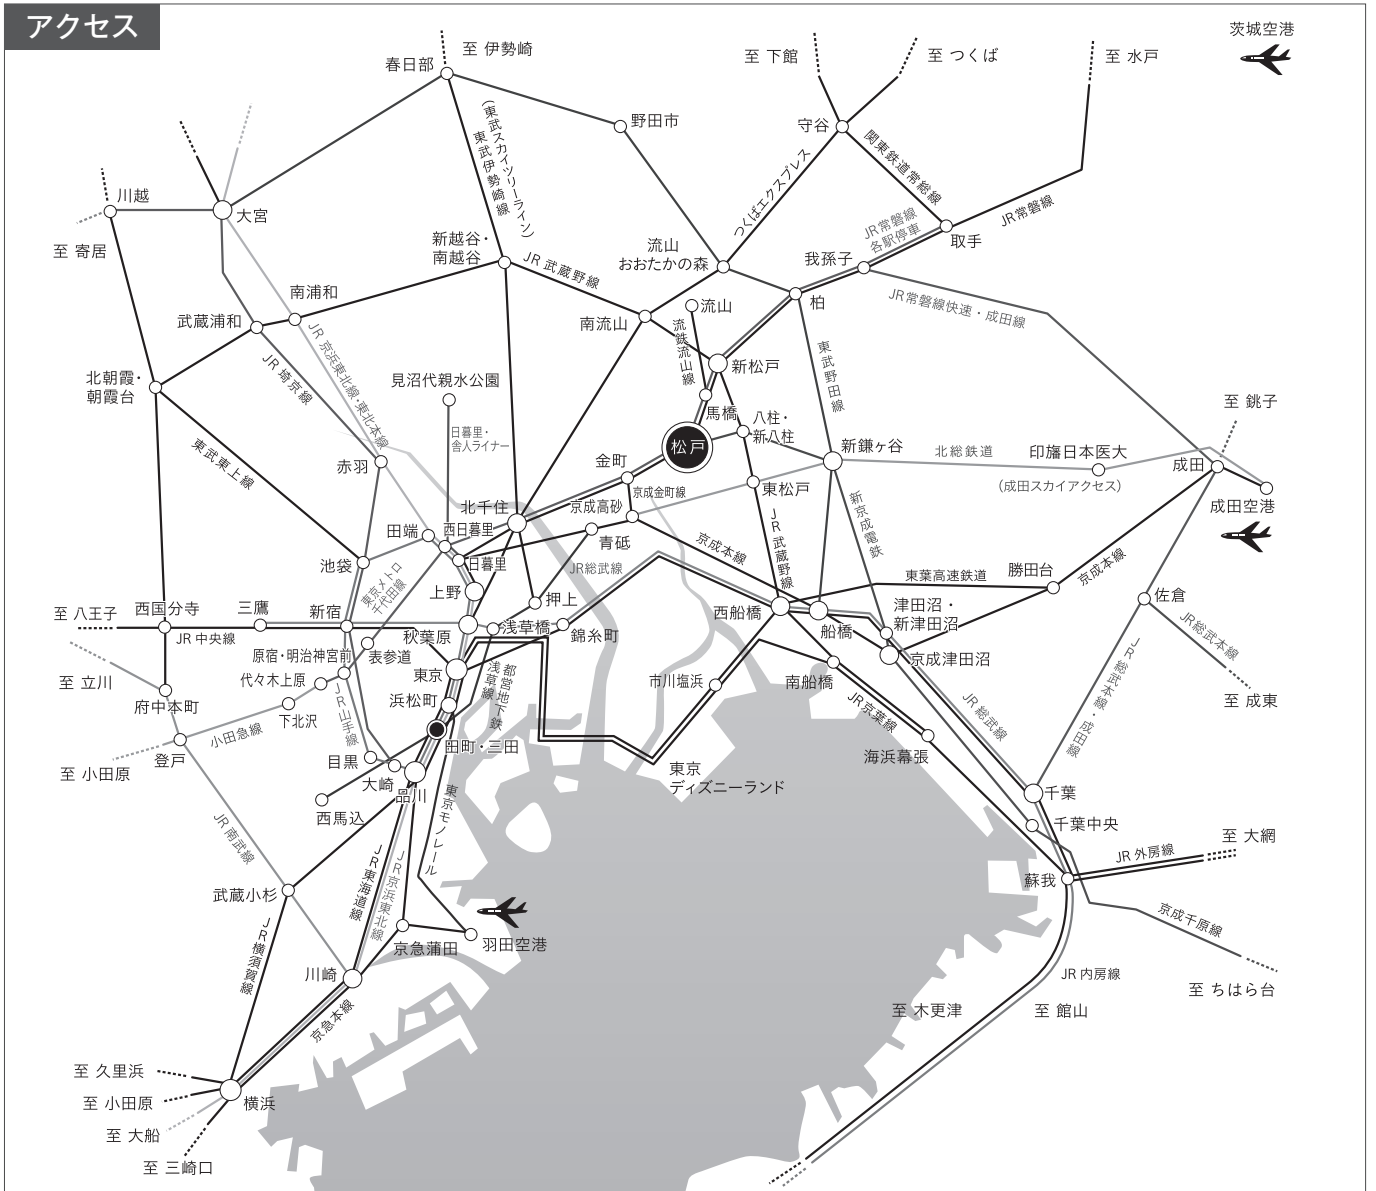 アクセス
茨城空港
至 伊勢崎
春日部
至 下館
至 つくば
至 水戸
野田市
守谷
(東武スカイツリーライン)
東武伊勢崎線
つくばエクスプレス
関東鉄道常総線
川越
大宮
至 寄居
新越谷・
南越谷
JR 武蔵野線
流山
おおたかの森
我孫子
JR常磐線
各駅停車
取手
JR常磐線
南浦和
武蔵浦和
南流山
流山
柏
JR常磐線快速・成田線
流鉄流山線
新松戸
東武野田線
JR 京浜東北線・東北本線
JR 埼京線
北朝霞・
朝霞台
見沼代親水公園
馬橋
八柱・
新八柱
至 銚子
松戸
日暮里・
舎人ライナー
東武東上線
赤羽
金町
新鎌ヶ谷
北総鉄道
印旛日本医大
(成田スカイアクセス)
成田
成田空港
京成金町線
東松戸
京成高砂
北千住
田端
西日暮里
青砥
日暮里
JR 武蔵野線
新京成電鉄
京成本線
池袋
東京メトロ
千代田線
上野
JR総武線
東葉高速鉄道
勝田台
京成本線
至 八王子
西国分寺
三鷹
新宿
押上
西船橋
船橋
津田沼・
新津田沼
佐倉
JR 中央線
秋葉原
浅草橋
錦糸町
JR総武本線
原宿・明治神宮前
表参道
東京
京成津田沼
代々木上原
至 立川
府中本町
下北沢
JR山手線
浜松町
浅草線
都営地下鉄
市川塩浜
南船橋
JR 総武本線・成田線
至 成東
小田急線
登戸
至 小田原
目黒
大崎
田町・三田
品川
JR京葉線
JR 総武線
海浜幕張
東京
ディズニーランド
西馬込
東京モノレール
千葉
千葉中央
JR 南武線
JR東海道線
JR京浜東北線
至 大網
JR 外房線
蘇我
武蔵小杉
JR横須賀線
京急蒲田
羽田空港
京成千原線
川崎
京急本線
JR 内房線
至 ちはら台
至 木更津
至 館山
至 久里浜
至 小田原
横浜
至 大船
至 三崎口